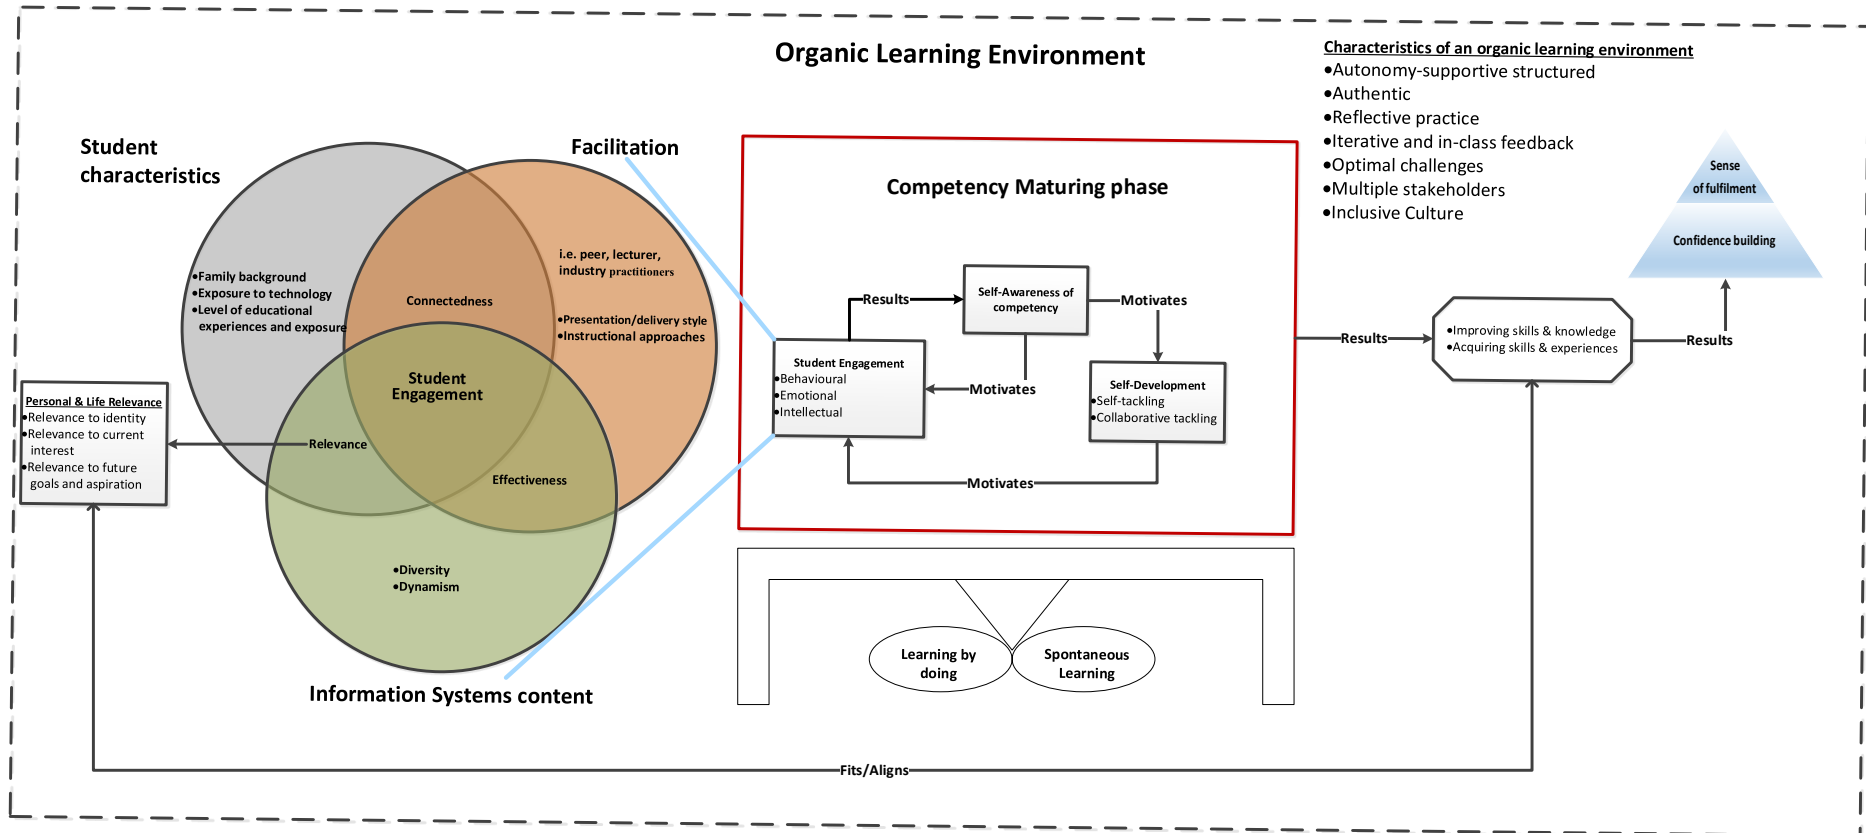 Organic Learning Environment
Characteristics of an organic learning environment
•Autonomy-supportive structured
•Authentic
•Reflective practice
•Iterative and in-class feedback
•Optimal challenges
•Multiple stakeholders
•Inclusive Culture
Student
characteristics
Facilitation
•Family background
•Exposure to technology
•Level of educational
experiences and exposure
i.e. peer, lecturer,
industry practitioners
•Presentation/delivery style
•Instructional approaches
Connectedness
Student
Engagement
Relevance
Effectiveness
•Diversity
•Dynamism
Information Systems content
Personal & Life Relevance
•Relevance to identity
•Relevance to current
interest
•Relevance to future
goals and aspiration
Competency Maturing phase
Results
Self-Awareness of
competency
Motivates
Student Engagement
•Behavioural
•Emotional
•Intellectual
Motivates
Self-Development
•Self-tackling
•Collaborative tackling
Motivates
Learning by
doing
Spontaneous
Learning
Results
•Improving skills & knowledge
•Acquiring skills & experiences
Results
Sense
of fulfilment
Confidence building
Fits/Aligns